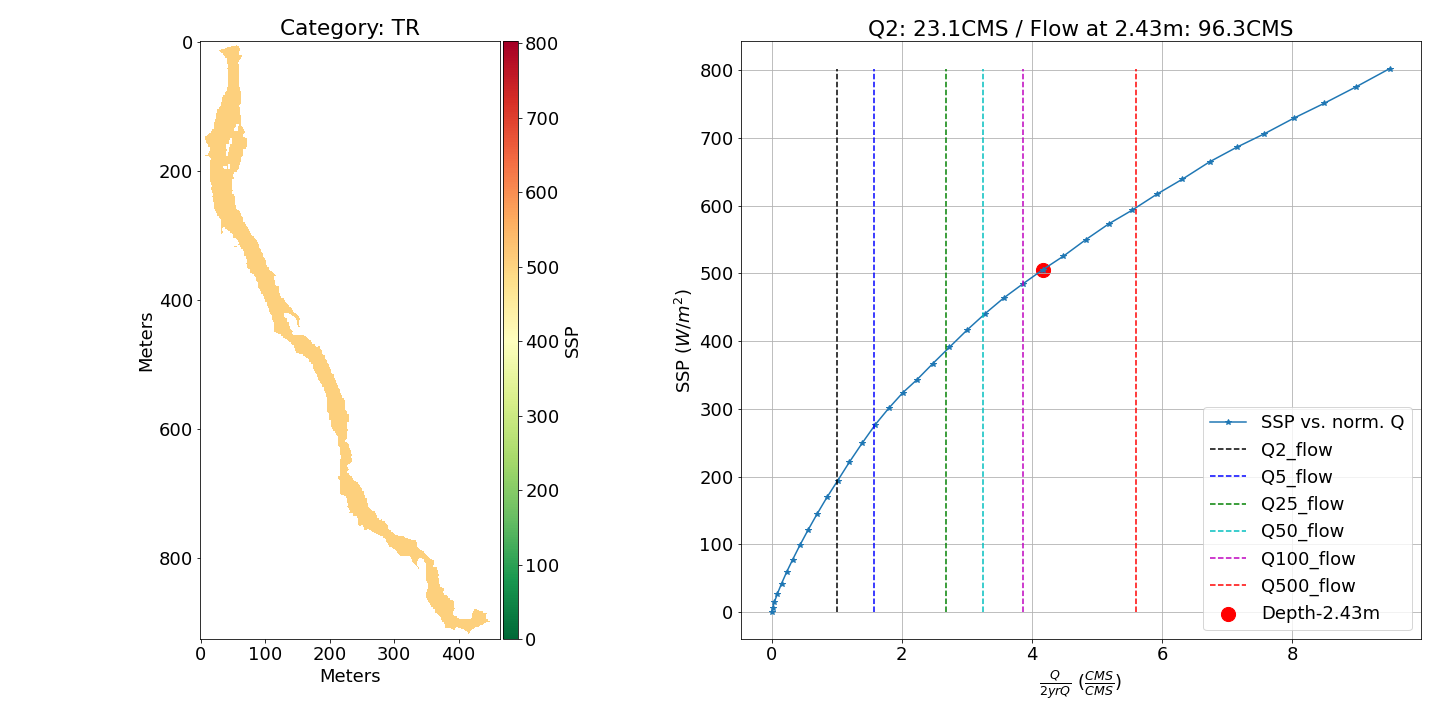 Category: TR
0
200
400
600
800
Meters
0
100
200
300
400
Meters
800
700
600
500
400
300
200
100
0
SSP
Q2: 23.1CMS / Flow at 2.43m: 96.3CMS
800
700
600
500
400
300
200
100
0
SSP (W/m²)
0
2
4
6
8
Q/2yrQ (CMS/CMS)
SSP vs. norm. Q
Q2_flow
Q5_flow
Q25_flow
Q50_flow
Q100_flow
Q500_flow
Depth-2.43m